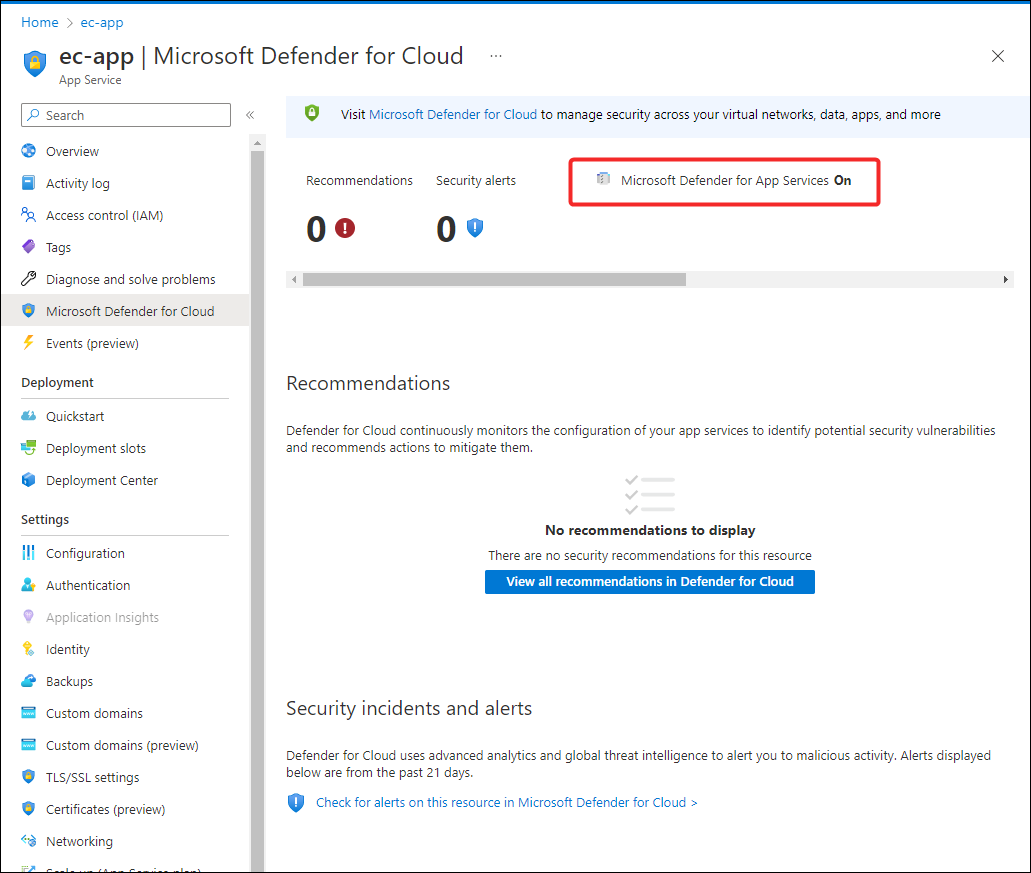 Home > ec-app
ec-app | Microsoft Defender for Cloud ...
App Service
Search «
Overview
Activity log
Access control (IAM)
Tags
Diagnose and solve problems
Microsoft Defender for Cloud
Events (preview)
Deployment
Quickstart
Deployment slots
Deployment Center
Settings
Configuration
Authentication
Application Insights
Identity
Backups
Custom domains
Custom domains (preview)
TLS/SSL settings
Certificates (preview)
Networking
Scale up (App Service plan)
Visit Microsoft Defender for Cloud to manage security across your virtual networks, data, apps, and more
Recommendations
0
Security alerts
0
Microsoft Defender for App Services On
Recommendations
Defender for Cloud continuously monitors the configuration of your app services to identify potential security vulnerabilities
and recommends actions to mitigate them.
No recommendations to display
There are no security recommendations for this resource
View all recommendations in Defender for Cloud
Security incidents and alerts
Defender for Cloud uses advanced analytics and global threat intelligence to alert you to malicious activity. Alerts displayed
below are from the past 21 days.
Check for alerts on this resource in Microsoft Defender for Cloud >